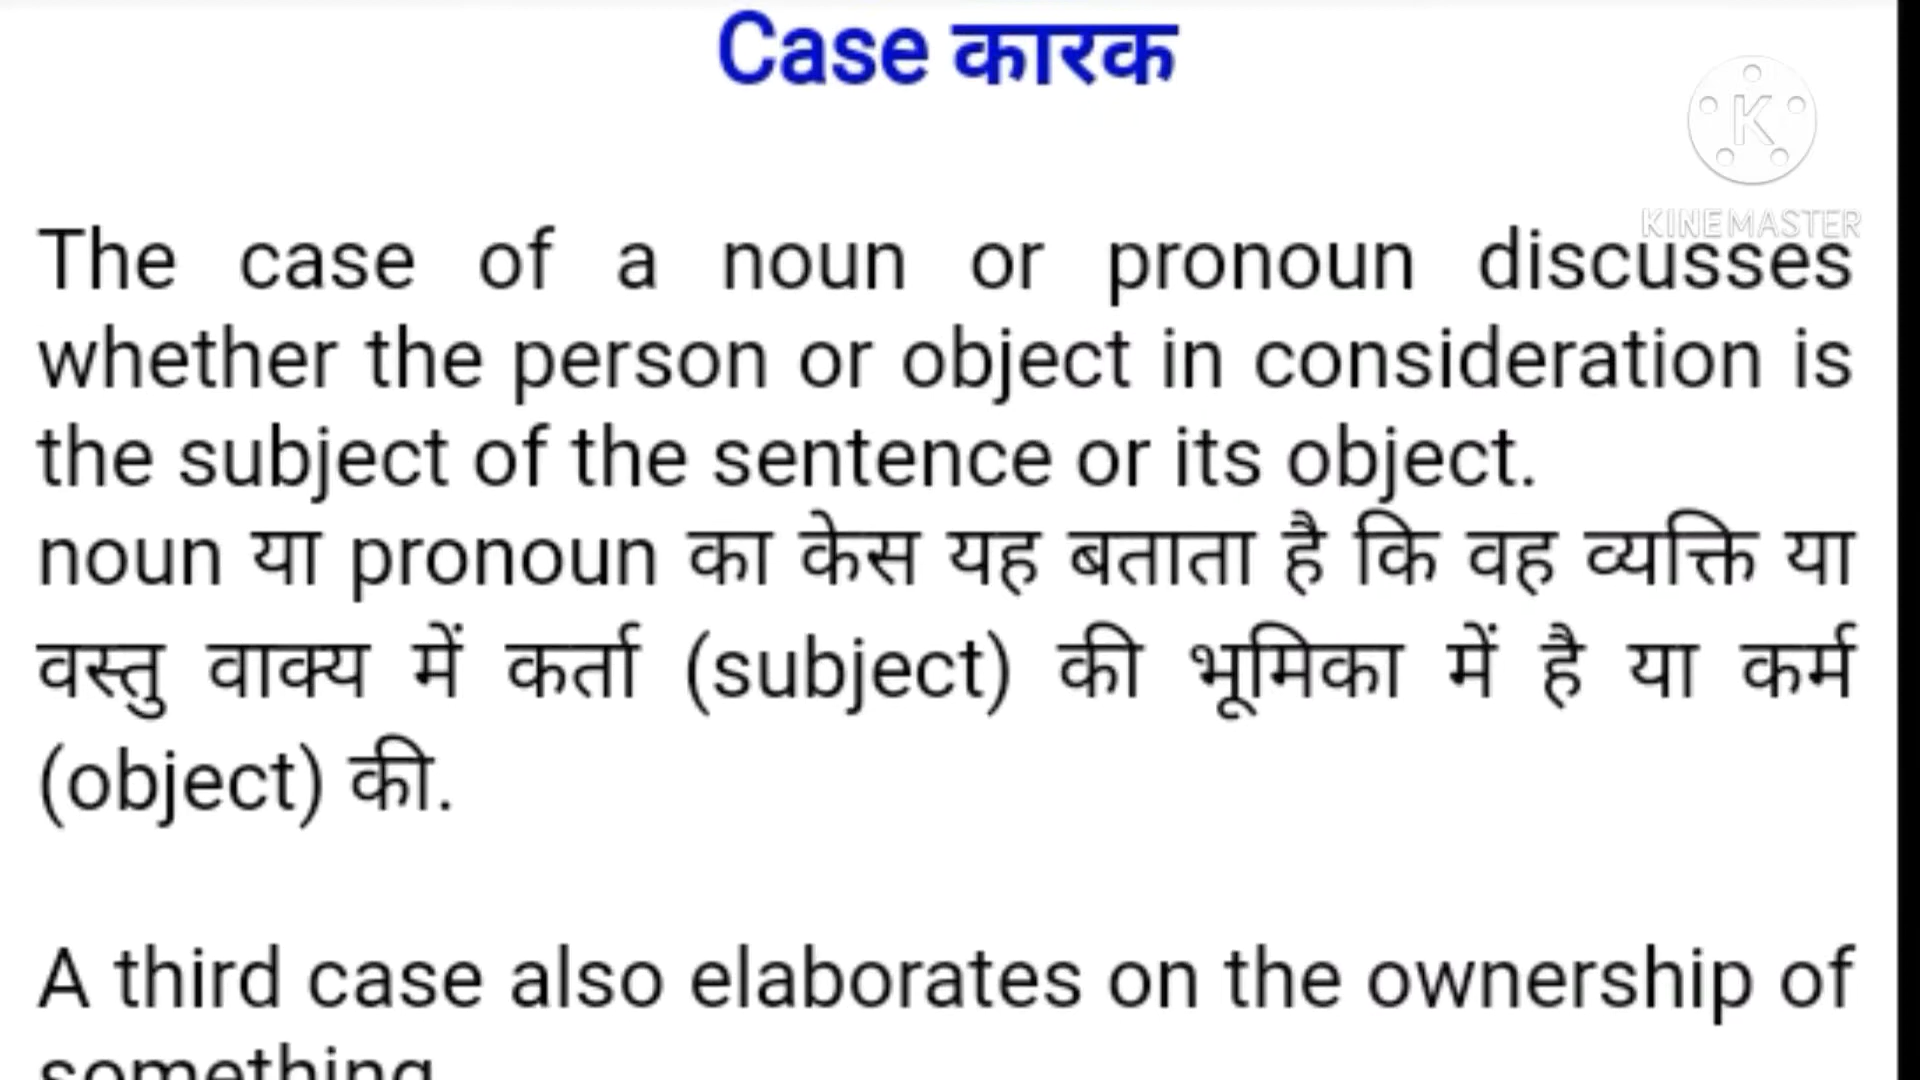 Case कारक
K
KINEMASTER
The case of a noun or pronoun discusses
whether the person or object in consideration is
the subject of the sentence or its object.
noun या pronoun का केस यह बताता है कि वह व्यक्ति या
वस्तु वाक्य में कर्ता (subject) की भूमिका में है या कर्म
(object) की.
A third case also elaborates on the ownership of
something